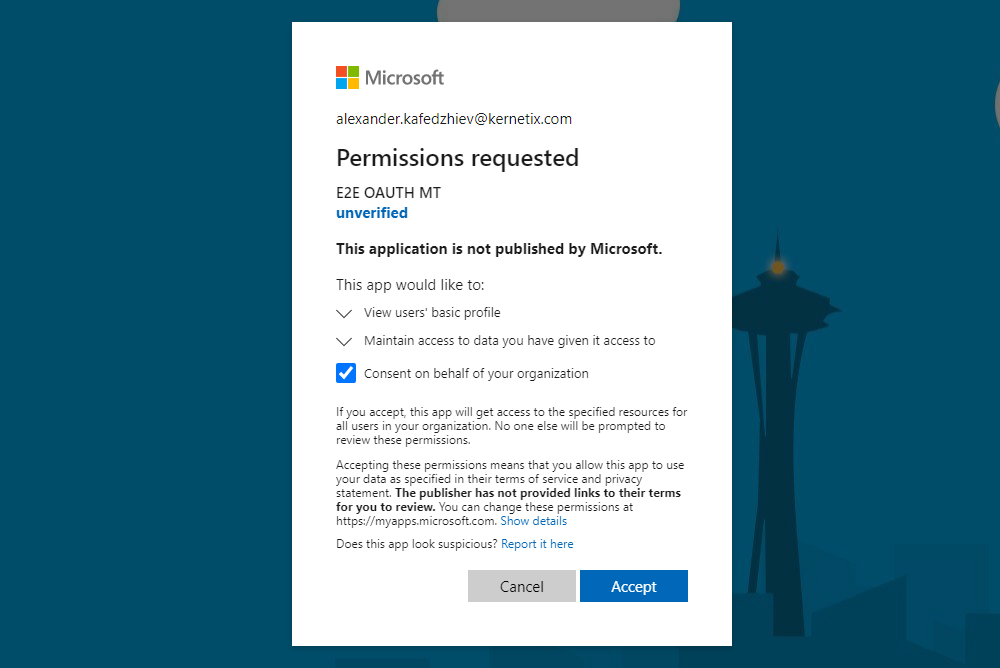 Microsoft
alexander.kafedzhiev@kernetix.com
Permissions requested
E2E OAUTH MT
unverified
This application is not published by Microsoft.
This app would like to:
View users' basic profile
Maintain access to data you have given it access to
Consent on behalf of your organization
If you accept, this app will get access to the specified resources for
all users in your organization. No one else will be prompted to
review these permissions.
Accepting these permissions means that you allow this app to use
your data as specified in their terms of service and privacy
statement. The publisher has not provided links to their terms
for you to review. You can change these permissions at
https://myapps.microsoft.com. Show details
Does this app look suspicious? Report it here
Cancel Accept